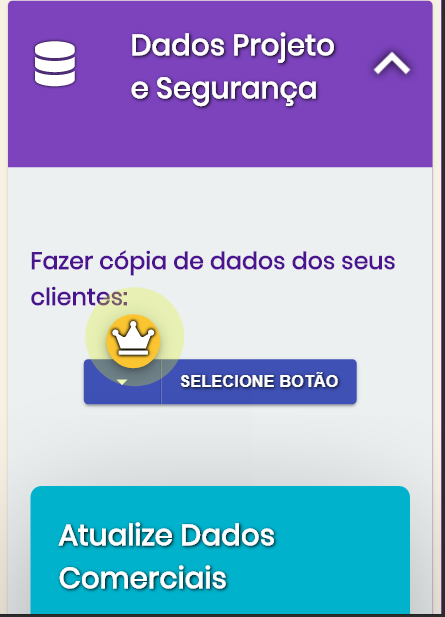 Dados Projeto
e Segurança
Fazer cópia de dados dos seus
clientes:
SELECIONE BOTÃO
Atualize Dados
Comerciais